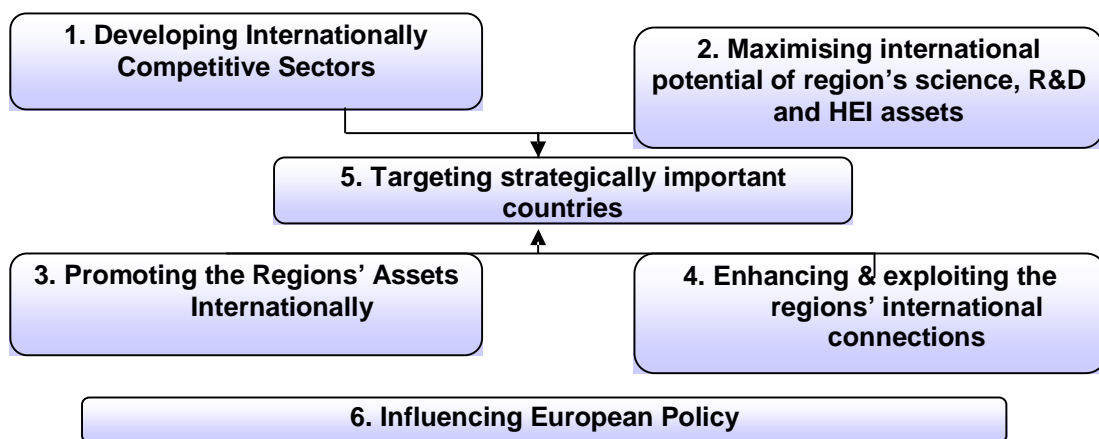 1. Developing Internationally
Competitive Sectors
2. Maximising international
potential of region’s science, R&D
and HEI assets
5. Targeting strategically important
countries
3. Promoting the Regions’ Assets
Internationally
4. Enhancing & exploiting the
regions’ international
connections
6. Influencing European Policy